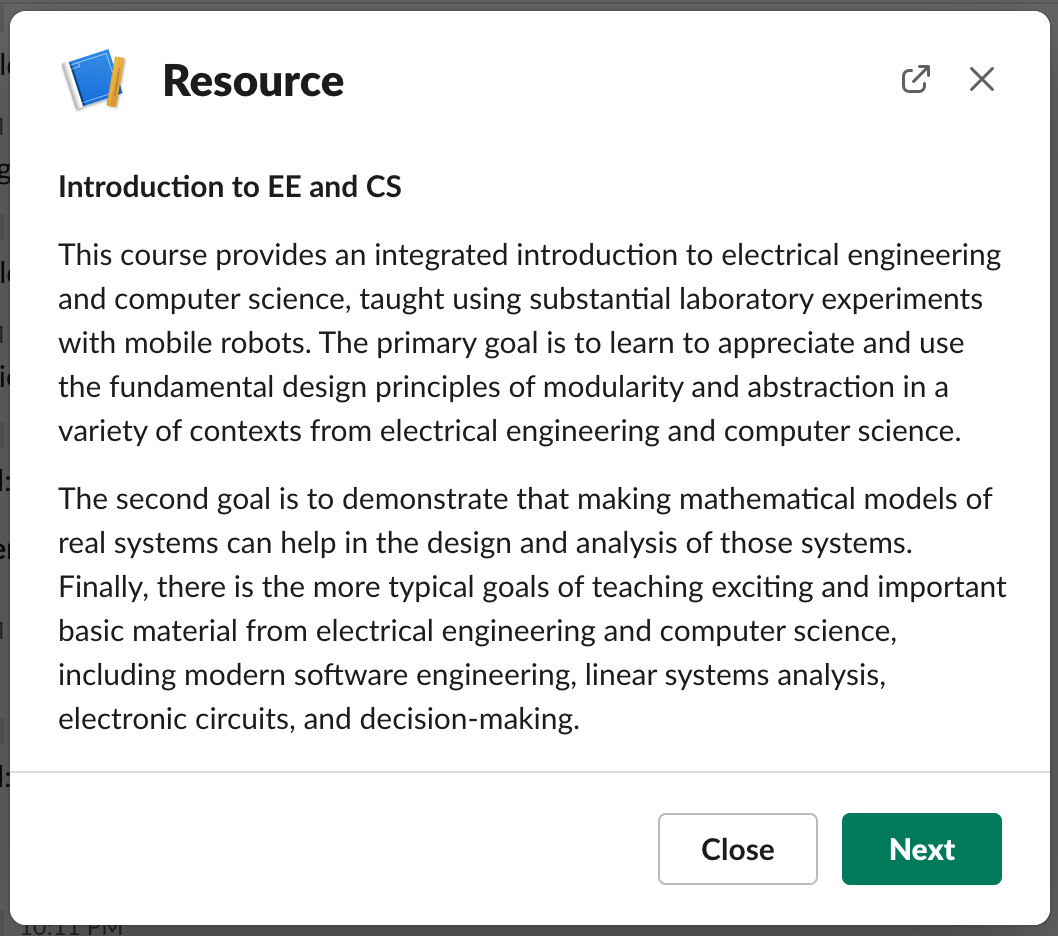 Resource
Introduction to EE and CS
This course provides an integrated introduction to electrical engineering
and computer science, taught using substantial laboratory experiments
with mobile robots. The primary goal is to learn to appreciate and use
the fundamental design principles of modularity and abstraction in a
variety of contexts from electrical engineering and computer science.
The second goal is to demonstrate that making mathematical models of
real systems can help in the design and analysis of those systems.
Finally, there is the more typical goals of teaching exciting and important
basic material from electrical engineering and computer science,
including modern software engineering, linear systems analysis,
electronic circuits, and decision-making.
Close
Next
10:11 PM